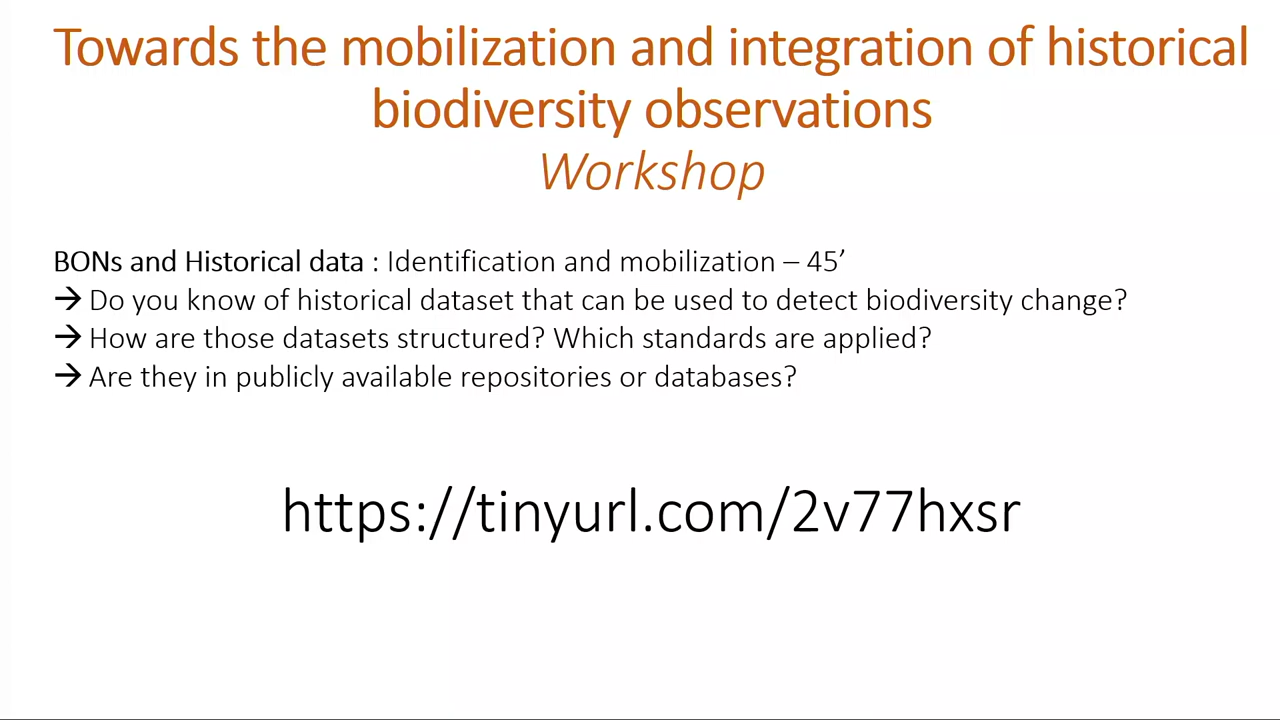 Towards the mobilization and integration of historical
biodiversity observations
Workshop
BONs and Historical data : Identification and mobilization – 45’
→ Do you know of historical dataset that can be used to detect biodiversity change?
→ How are those datasets structured? Which standards are applied?
→ Are they in publicly available repositories or databases?
https://tinyurl.com/2v77hxsr